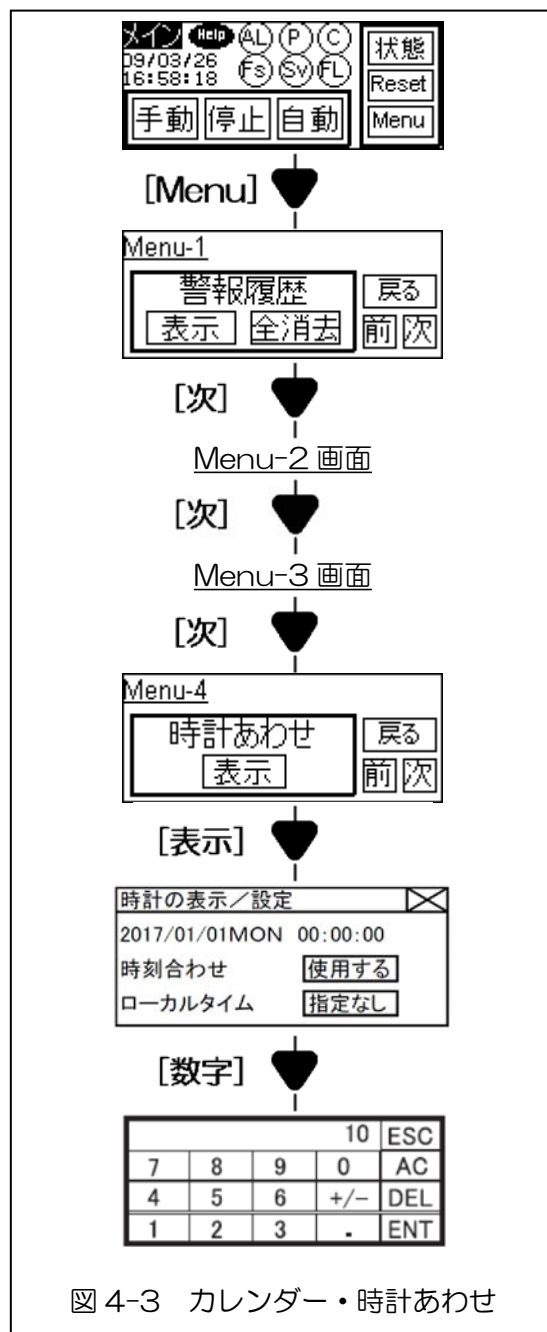 メイン Help AL P C 状態
09/03/26
16:58:18 Fs Sv FL Reset
手動 停止 自動 Menu
[Menu]
Menu-1
警報履歴 戻る
表示 全消去 前 次
[次]
Menu-2 画面
[次]
Menu-3 画面
[次]
Menu-4
時計あわせ 戻る
表示 前 次
[表示]
時計の表示/設定
2017/01/01MON 00:00:00
時刻合わせ 使用する
ローカルタイム 指定なし
[数字]
10 ESC
7 8 9 0 AC
4 5 6 +/- DEL
1 2 3 . ENT
図 4-3 カレンダー・時計あわせ